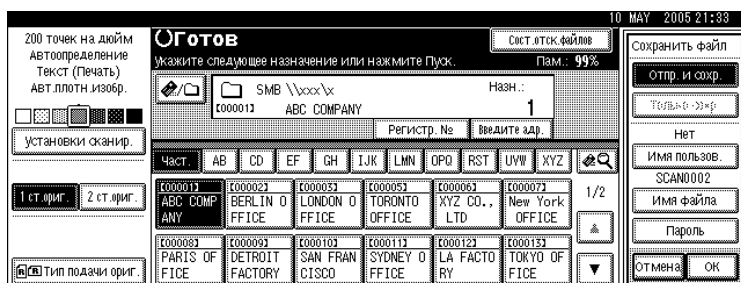 10 MAY 2005 21:33
200 точек на дюйм
Автоопределение
Текст (Печать)
Авт.плотн.изобр.
Установки сканир.
1 ст.ориг.
2 ст.ориг.
Тип подачи ориг.
Готов
Сост.отск.файлов
Укажите следующее назначение или нажмите Пуск.
Пам.: 99%
SMB \\xxx\x
Назн.:
[00001]
ABC COMPANY
1
Регистр. №
Введите адр.
Част.
AB
CD
EF
GH
IJK
LMN
OPQ
RST
UVW
XYZ
[00001]
ABC COMP
ANY
[00002]
BERLIN O
FFICE
[00003]
LONDON O
FFICE
[00005]
TORONTO
OFFICE
[00006]
XYZ CO.,
LTD
[00007]
New York
OFFICE
1/2
[00008]
PARIS OF
FICE
[00009]
DETROIT
FACTORY
[00010]
SAN FRAN
CISCO
[00011]
SYDNEY O
FFICE
[00012]
LA FACTO
RY
[00013]
TOKYO OF
FICE
Сохранить файл
Отпр. и сохр.
Только сохр.
Нет
Имя пользов.
SCAN0002
Имя файла
Пароль
Отмена
OK